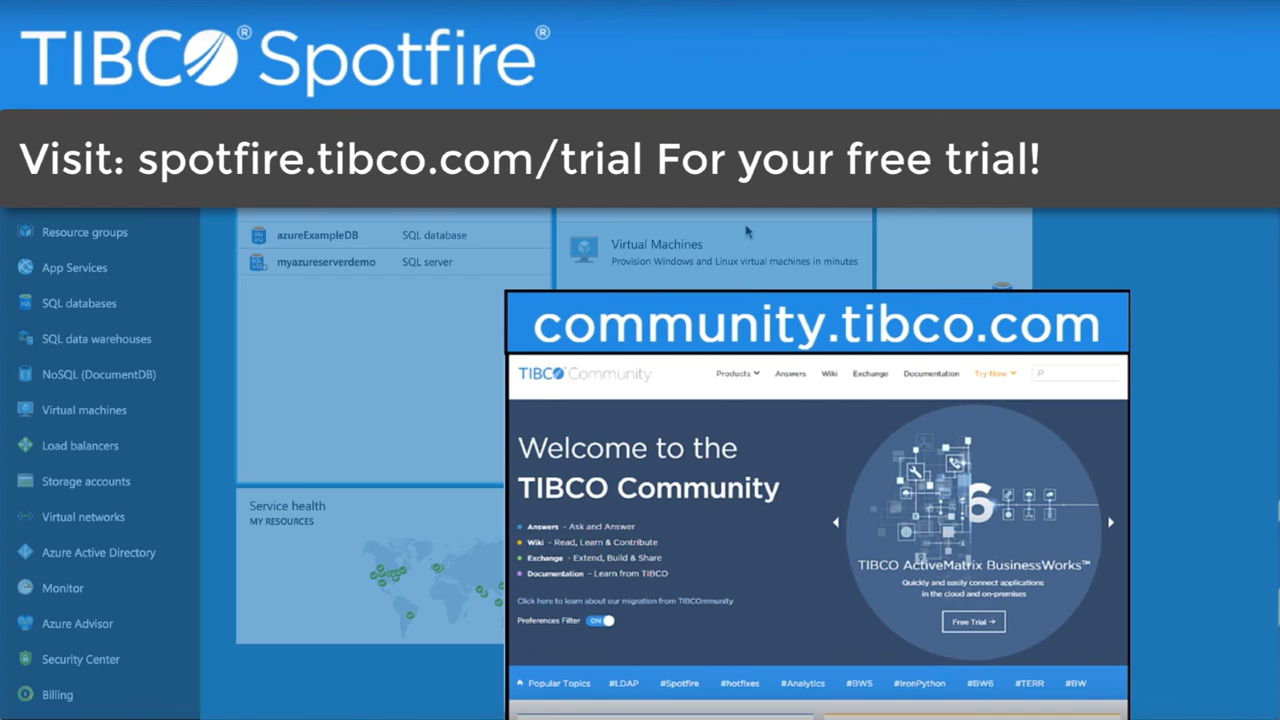 TIBCO® Spotfire®
Visit: spotfire.tibco.com/trial For your free trial!
Resource groups
App Services
SQL databases
SQL data warehouses
NoSQL (DocumentDB)
Virtual machines
Load balancers
Storage accounts
Virtual networks
Azure Active Directory
Monitor
Azure Advisor
Security Center
Billing
azureExampleDB SQL database
myazureserverdemo SQL server
Virtual Machines
Provision Windows and Linux virtual machines in minutes
Service health
MY RESOURCES
community.tibco.com
TIBCO Community
Products Answers Wiki Exchange Documentation Try Now
Welcome to the
TIBCO Community
Answers - Ask and Answer
Wiki - Read, Learn & Contribute
Exchange - Extend, Build & Share
Documentation - Learn from TIBCO
Click here to learn about our migration from TIBCOmmunity
Preferences Filter ON
6
TIBCO ActiveMatrix BusinessWorks™
Quickly and easily connect applications
in the cloud and on-premises
Free Trial →
Popular Topics #LDAP #Spotfire #hotfixes #Analytics #BW5 #IronPython #BW6 #TERR #BW